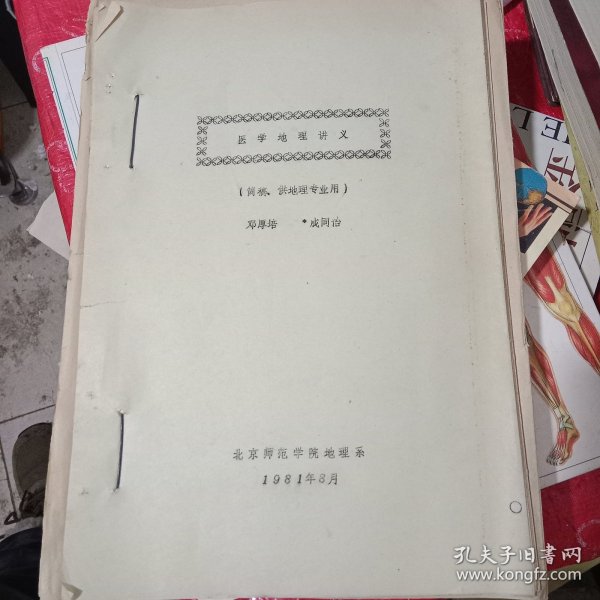 医学地理讲义
(简稿、供地理专业用)
邓厚培 *成同治
北京师范学院地理系
1981年8月
孔夫子旧书网
www.kongfz.com